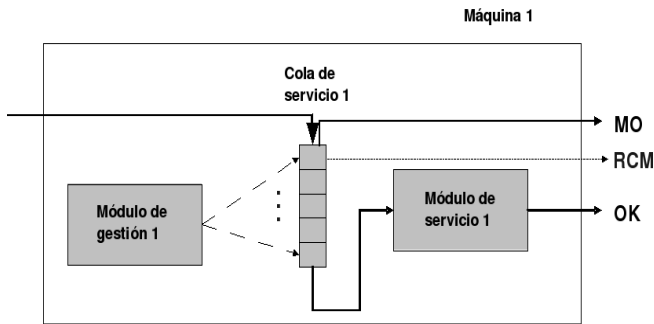 Máquina 1
Cola de
servicio 1
MO
RCM
Módulo de
gestión 1
Módulo de
servicio 1
OK